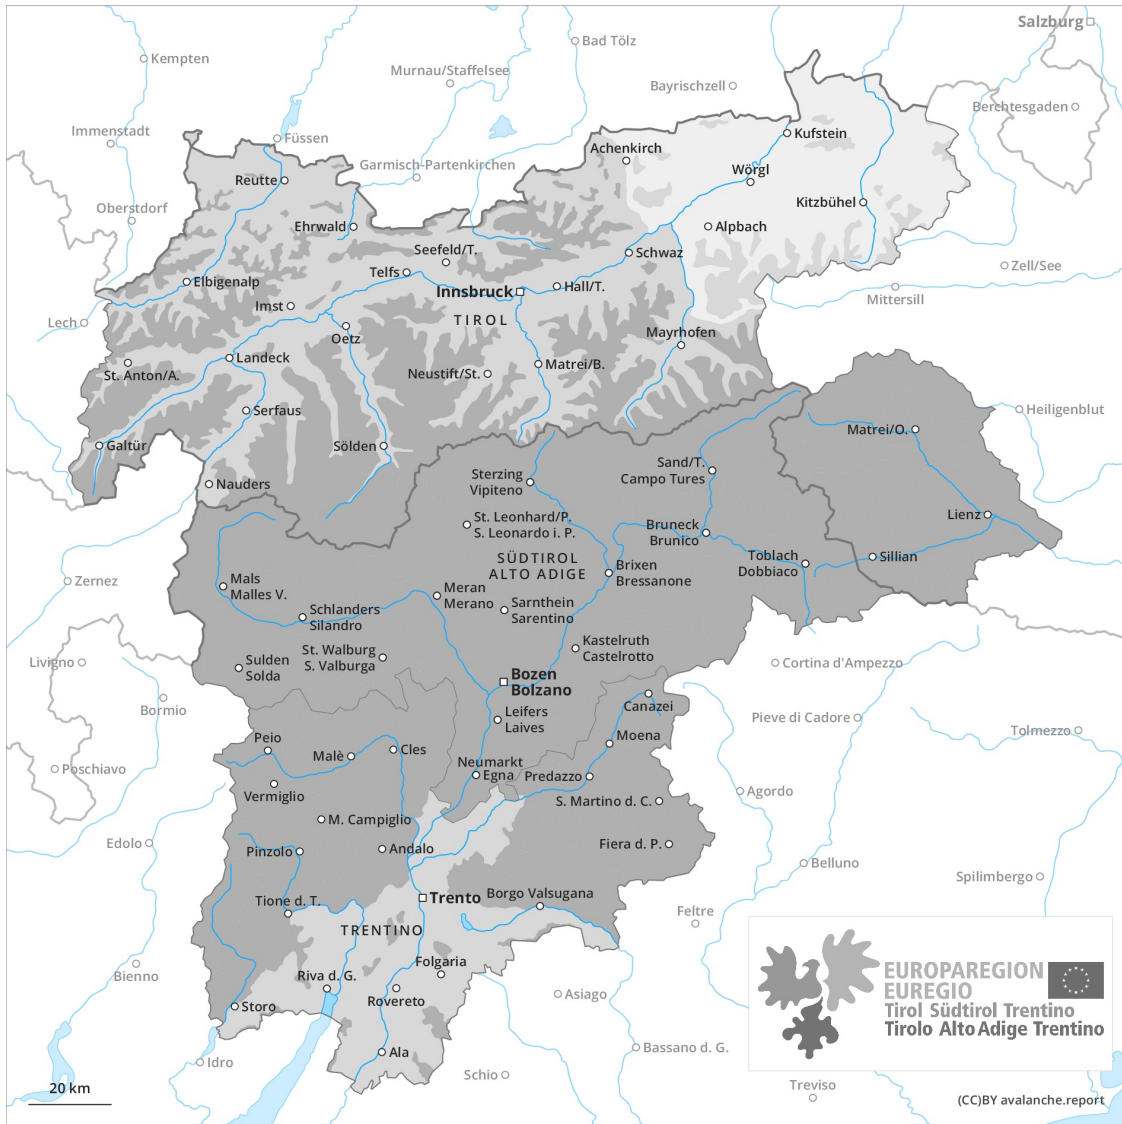 Salzburg
Bad Tölz
Kempten
Murnau/Staffelsee
Bayrischzell
Berchtesgaden
Immenstadt
Füssen
Kufstein
Achenkirch
Garmisch-Partenkirchen
Wörgl
Reutte
Kitzbühel
Oberstdorf
Ehrwald
Alpbach
Seefeld/T.
Schwaz
Zell/See
Telfs
Elbigenalp
Hall/T.
Innsbruck
Mittersill
Imst
TIROL
Lech
Mayrhofen
Oetz
Landeck
Matrei/B.
St. Anton/A.
Neustift/St.
Serfaus
Heiligenblut
Matrei/O.
Galtür
Sölden
Sand/T.
Campo Tures
Sterzing
Vipiteno
Nauders
St. Leonhard/P.
S. Leonardo i. P.
Lienz
Bruneck
Brunico
SÜDTIROL
ALTO ADIGE
Toblach
Dobbiaco
Sillian
Brixen
Bressanone
Zernez
Mals
Malles V.
Meran
Merano
Sarnthein
Sarentino
Schlanders
Silandro
Kastelruth
Castelrotto
St. Walburg
S. Valburga
Livigno
Sulden
Solda
Cortina d'Ampezzo
Bozen
Bolzano
Canazei
Bormio
Leifers
Laives
Pieve di Cadore
Tolmezzo
Moena
Peio
Malè
Cles
Neumarkt
Egna
Predazzo
Poschiavo
Vermiglio
Agordo
S. Martino d. C.
M. Campiglio
Edolo
Pinzolo
Andalo
Fiera d. P.
Belluno
Spilimbergo
Borgo Valsugana
Trento
Tione d. T.
Feltre
TRENTINO
Folgaria
Bienno
Riva d. G.
Rovereto
Asiago
Storo
EUROPAREGION
EUREGIO
Tirol Südtirol Trentino
Tirolo Alto Adige Trentino
Ala
Bassano d. G.
Idro
Schio
Treviso
20 km
(CC)BY avalanche.report